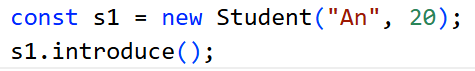 const s1 = new Student("An", 20);
s1.introduce();